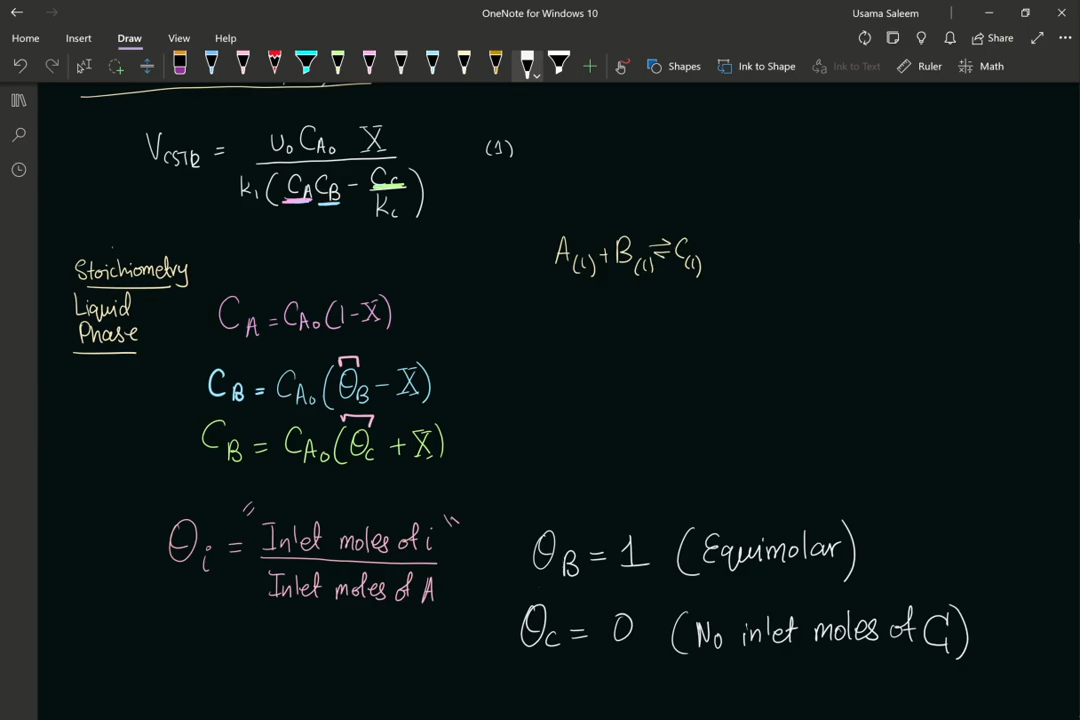 OneNote for Windows 10
Usama Saleem
Home Insert Draw View Help
Share
Shapes Ink to Shape Ink to Text Ruler Math
V_CSTR = υ₀ C_A₀ X / k₁(C_A C_B - C_C / K_C) (1)
A(l) + B(l) ⇌ C(l)
Stoichiometry
Liquid
Phase
C_A = C_A₀(1-X)
C_B = C_A₀(Θ_B - X)
C_B = C_A₀(Θ_C + X)
Θ_i = "Inlet moles of i" / Inlet moles of A
Θ_B = 1 (Equimolar)
Θ_C = 0 (No inlet moles of C)